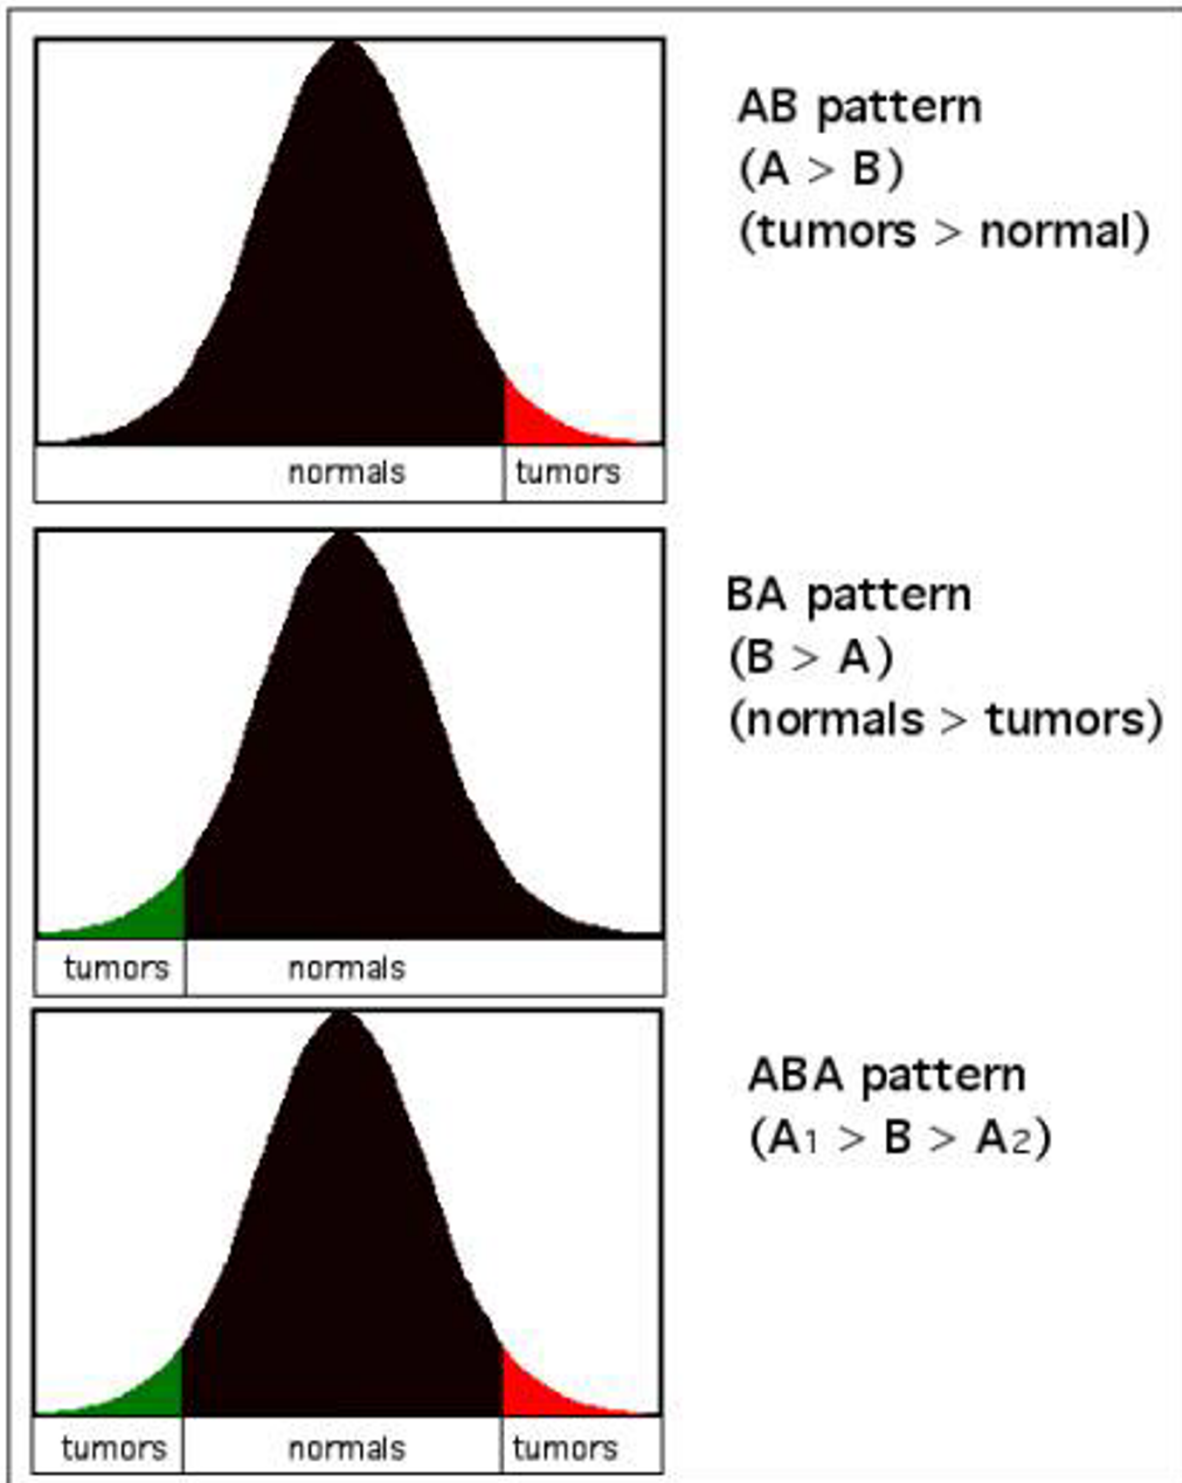 AB pattern
(A > B)
(tumors > normal)
normals
tumors
BA pattern
(B > A)
(normals > tumors)
tumors
normals
ABA pattern
(A₁ > B > A₂)
tumors
normals
tumors